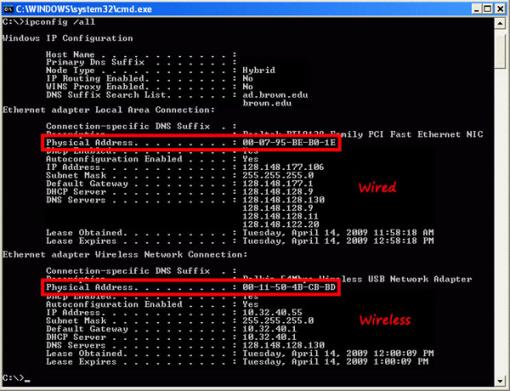 C:\WINDOWS\system32\cmd.exe
C:\>ipconfig /all
Windows IP Configuration
Host Name . . . . . . . . . . . . :
Primary Dns Suffix . . . . . . . :
Node Type . . . . . . . . . . . . : Hybrid
IP Routing Enabled. . . . . . . . : No
WINS Proxy Enabled. . . . . . . . : No
DNS Suffix Search List. . . . . . : ad.brown.edu
brown.edu
Ethernet adapter Local Area Connection:
Connection-specific DNS Suffix . :
Family PCI Fast Ethernet NIC
Physical Address. . . . . . . . . : 00-07-95-BE-B0-1E
Dhcp Enabled. . . . . . . . . . . : Yes
Autoconfiguration Enabled . . . . : Yes
IP Address. . . . . . . . . . . . : 128.148.177.106
Subnet Mask . . . . . . . . . . . : 255.255.255.0
Default Gateway . . . . . . . . . : 128.148.177.1
DHCP Server . . . . . . . . . . . : 128.148.128.9
DNS Servers . . . . . . . . . . . : 128.148.128.130
128.148.128.9
128.148.128.11
128.148.122.20
Wired
Lease Obtained. . . . . . . . . . : Tuesday, April 14, 2009 11:58:18 AM
Lease Expires . . . . . . . . . . : Tuesday, April 14, 2009 12:58:18 PM
Ethernet adapter Wireless Network Connection:
Connection-specific DNS Suffix . :
Description . . . . . . . . . . . : Belkin 54Mbps Wireless USB Network Adapter
Physical Address. . . . . . . . . : 00-11-50-4B-CB-BD
Dhcp Enabled. . . . . . . . . . . : Yes
Autoconfiguration Enabled . . . . : Yes
IP Address. . . . . . . . . . . . : 10.32.40.55
Subnet Mask . . . . . . . . . . . : 255.255.255.0
Default Gateway . . . . . . . . . : 10.32.40.1
DHCP Server . . . . . . . . . . . : 10.32.40.1
DNS Servers . . . . . . . . . . . : 128.148.128.130
Wireless
Lease Obtained. . . . . . . . . . : Tuesday, April 14, 2009 12:00:09 PM
Lease Expires . . . . . . . . . . : Tuesday, April 14, 2009 1:00:09 PM
C:\>_